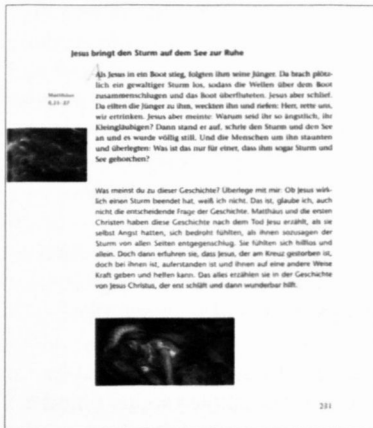 Jesus bringt den Sturm auf dem See zur Ruhe
Als Jesus in ein Boot stieg, folgten ihm seine Jünger. Da brach plötz-
lich ein gewaltiger Sturm los, sodass die Wellen über dem Boot
zusammenschlugen und das Boot überfluteten. Jesus aber schlief.
Da eilten die Jünger zu ihm, weckten ihn und riefen: Herr, rette uns,
wir ertrinken. Jesus aber meinte: Warum seid ihr so ängstlich, ihr
Kleingläubigen? Dann stand er auf, schrie den Sturm und den See
an und es wurde völlig still. Und die Menschen um ihn staunten
und überlegten: Was ist das nur für einer, dass ihm sogar Sturm und
See gehorchen?
Matthäus
8,23–27
Was meinst du zu dieser Geschichte? Überlege mit mir: Ob Jesus wirk-
lich einen Sturm beendet hat, weiß ich nicht. Das ist, glaube ich, auch
nicht die entscheidende Frage der Geschichte. Matthäus und die ersten
Christen haben diese Geschichte nach dem Tod Jesu erzählt, als sie
selbst Angst hatten, sich bedroht fühlten, als ihnen sozusagen der
Sturm von allen Seiten entgegenschlug. Sie fühlten sich hilflos und
allein. Doch dann erfuhren sie, dass Jesus, der am Kreuz gestorben ist,
doch bei ihnen ist, auferstanden ist und ihnen auf eine andere Weise
Kraft geben und helfen kann. Das alles erzählen sie in der Geschichte
von Jesus Christus, der erst schläft und dann wunderbar hilft.